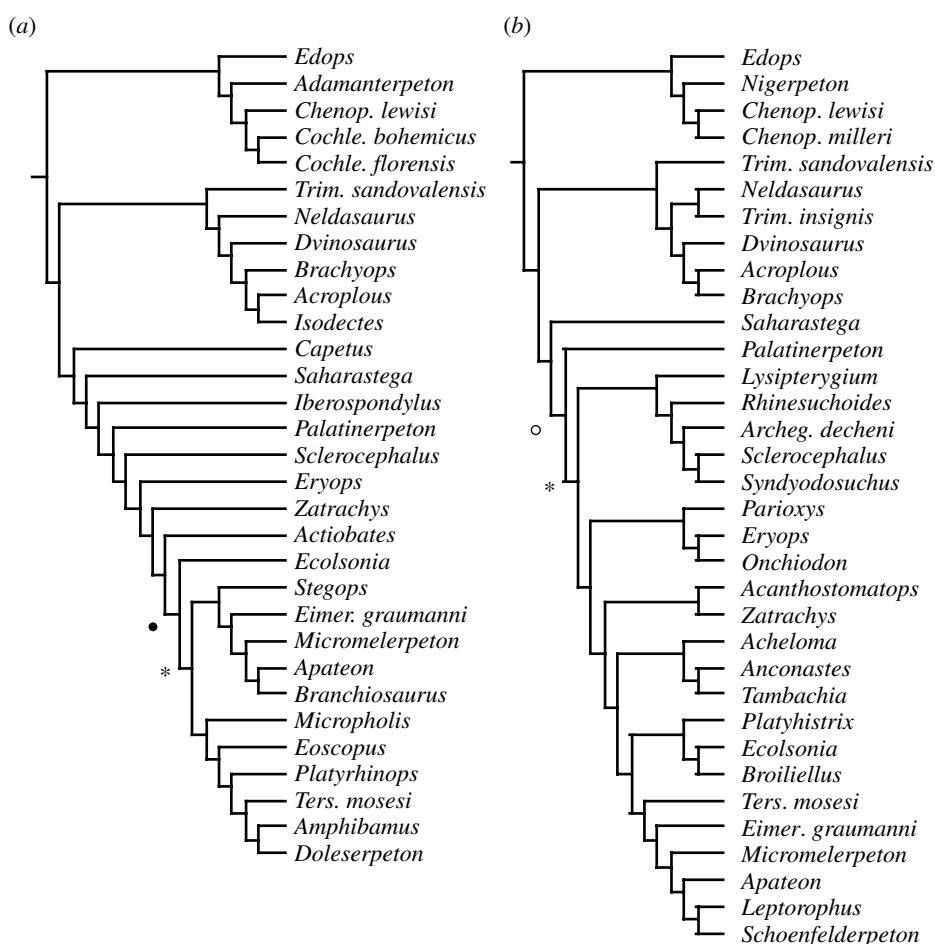 (a)
Edops
Adamanterpeton
Chenop. lewisi
Cochle. bohemicus
Cochle. florensis
Trim. sandovalensis
Neldasaurus
Dvinosaurus
Brachyops
Acroplous
Isodectes
Capetus
Saharastega
Iberospondylus
Palatinerpeton
Sclerocephalus
Eryops
Zatrachys
Actiobates
Ecolsonia
Stegops
Eimer. graumanni
Micromelerpeton
*
Apateon
Branchiosaurus
Micropholis
Eoscopus
Platyrhinops
Ters. mosesi
Amphibamus
Doleserpeton
(b)
Edops
Nigerpeton
Chenop. lewisi
Chenop. milleri
Trim. sandovalensis
Neldasaurus
Trim. insignis
Dvinosaurus
Acroplous
Brachyops
Saharastega
Palatinerpeton
Lysipterygium
Rhinesuchoides
Archeg. decheni
Sclerocephalus
*
Syndyodosuchus
Parioxys
Eryops
Onchiodon
Acanthostomatops
Zatrachys
Acheloma
Anconastes
Tambachia
Platyhistrix
Ecolsonia
Broiliellus
Ters. mosesi
Eimer. graumanni
Micromelerpeton
Apateon
Leptorophus
Schoenfelderpeton